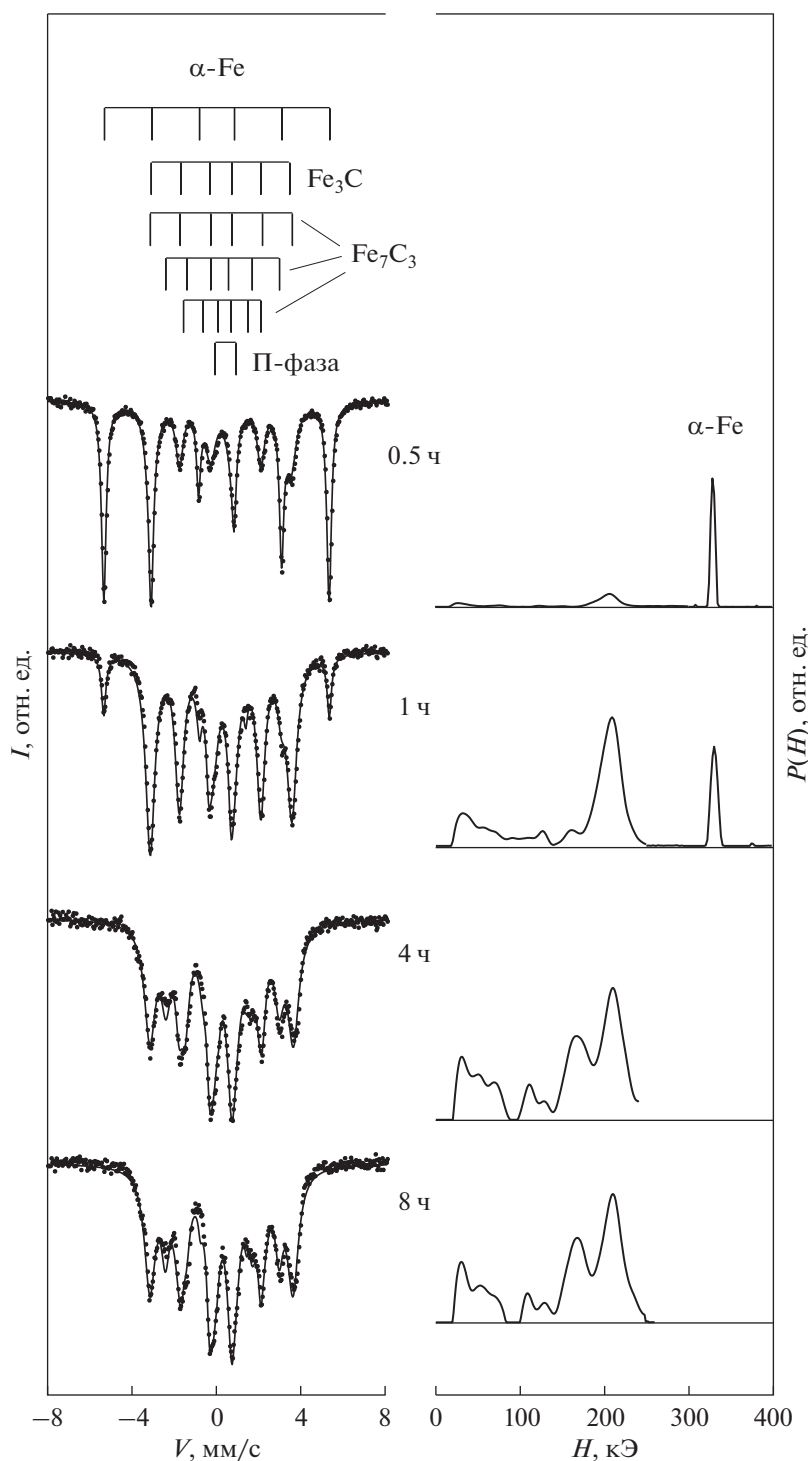 α-Fe
Fe₃C
Fe₇C₃
П-фаза
α-Fe
0.5 ч
1 ч
4 ч
8 ч
I, отн. ед.
P(H), отн. ед.
−8 −4 0 4 8
0 100 200 300 400
V, мм/с
H, кЭ